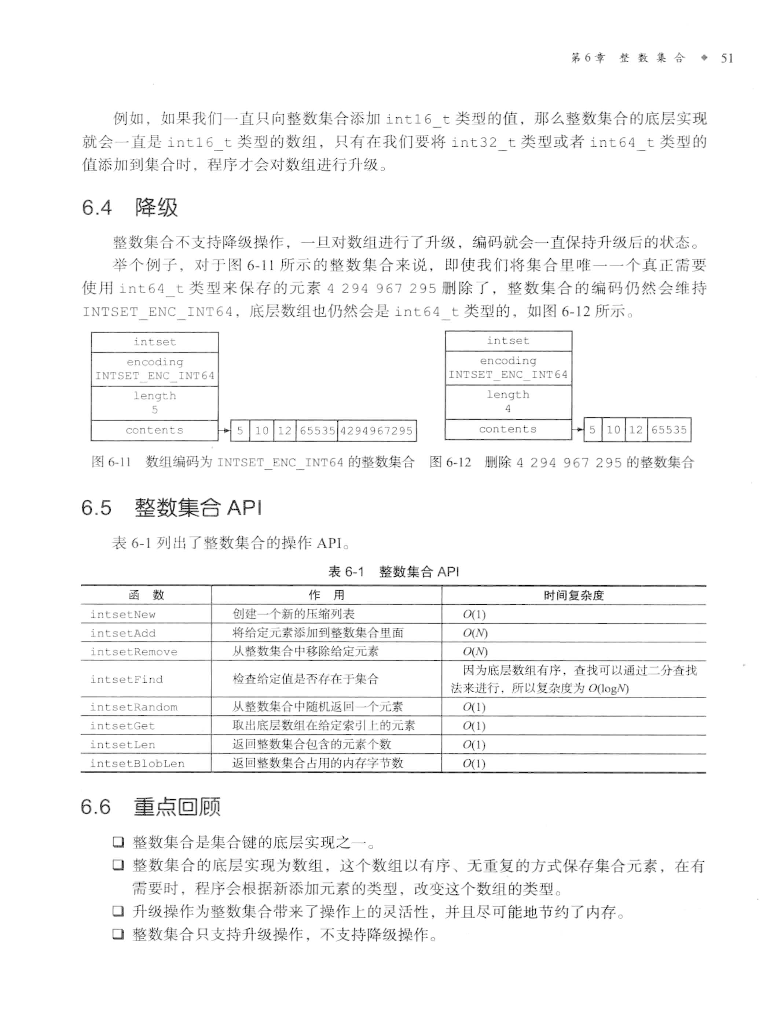 第6章 整数集合 ◆ 51
例如，如果我们一直只向整数集合添加 int16_t 类型的值，那么整数集合的底层实现
就会一直是 int16_t 类型的数组，只有在我们要将 int32_t 类型或者 int64_t 类型的
值添加到集合时，程序才会对数组进行升级。
6.4 降级
整数集合不支持降级操作，一旦对数组进行了升级，编码就会一直保持升级后的状态。
举个例子，对于图 6-11 所示的整数集合来说，即使我们将集合里唯一一个真正需要
使用 int64_t 类型来保存的元素 4 294 967 295 删除了，整数集合的编码仍然会维持
INTSET_ENC_INT64，底层数组也仍然会是 int64_t 类型的，如图 6-12 所示。
intset
encoding
INTSET_ENC_INT64
length
5
contents
5 10 12 65535 4294967295
图 6-11 数组编码为 INTSET_ENC_INT64 的整数集合
intset
encoding
INTSET_ENC_INT64
length
4
contents
5 10 12 65535
图 6-12 删除 4 294 967 295 的整数集合
6.5 整数集合 API
表 6-1 列出了整数集合的操作 API。
表 6-1 整数集合 API
函数 作用 时间复杂度
intsetNew 创建一个新的压缩列表 O(1)
intsetAdd 将给定元素添加到整数集合里面 O(N)
intsetRemove 从整数集合中移除给定元素 O(N)
intsetFind 检查给定值是否存在于集合 因为底层数组有序，查找可以通过二分查找
法来进行，所以复杂度为 O(logN)
intsetRandom 从整数集合中随机返回一个元素 O(1)
intsetGet 取出底层数组在给定索引上的元素 O(1)
intsetLen 返回整数集合包含的元素个数 O(1)
intsetBlobLen 返回整数集合占用的内存字节数 O(1)
6.6 重点回顾
❑ 整数集合是集合键的底层实现之一。
❑ 整数集合的底层实现为数组，这个数组以有序、无重复的方式保存集合元素，在有
需要时，程序会根据新添加元素的类型，改变这个数组的类型。
❑ 升级操作为整数集合带来了操作上的灵活性，并且尽可能地节约了内存。
❑ 整数集合只支持升级操作，不支持降级操作。